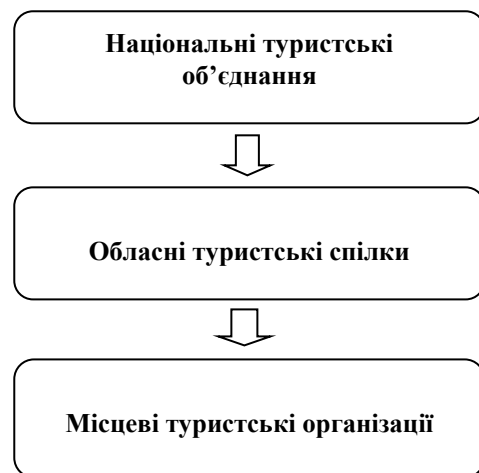 Національні туристські
об’єднання
Обласні туристські спілки
Місцеві туристські організації